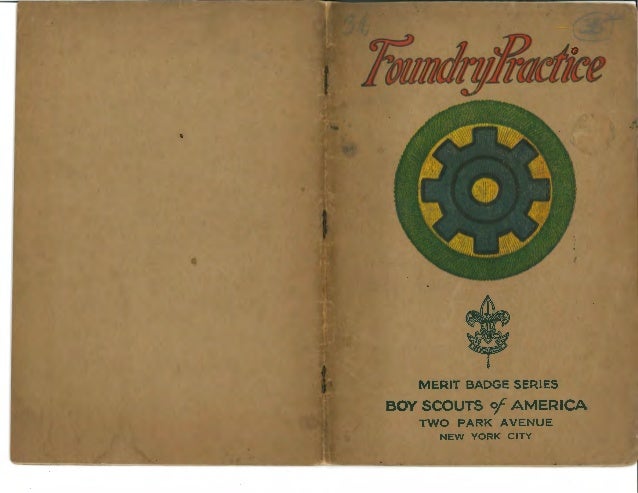 Foundry Practice
MERIT BADGE SERIES
BOY SCOUTS of AMERICA
TWO PARK AVENUE
NEW YORK CITY